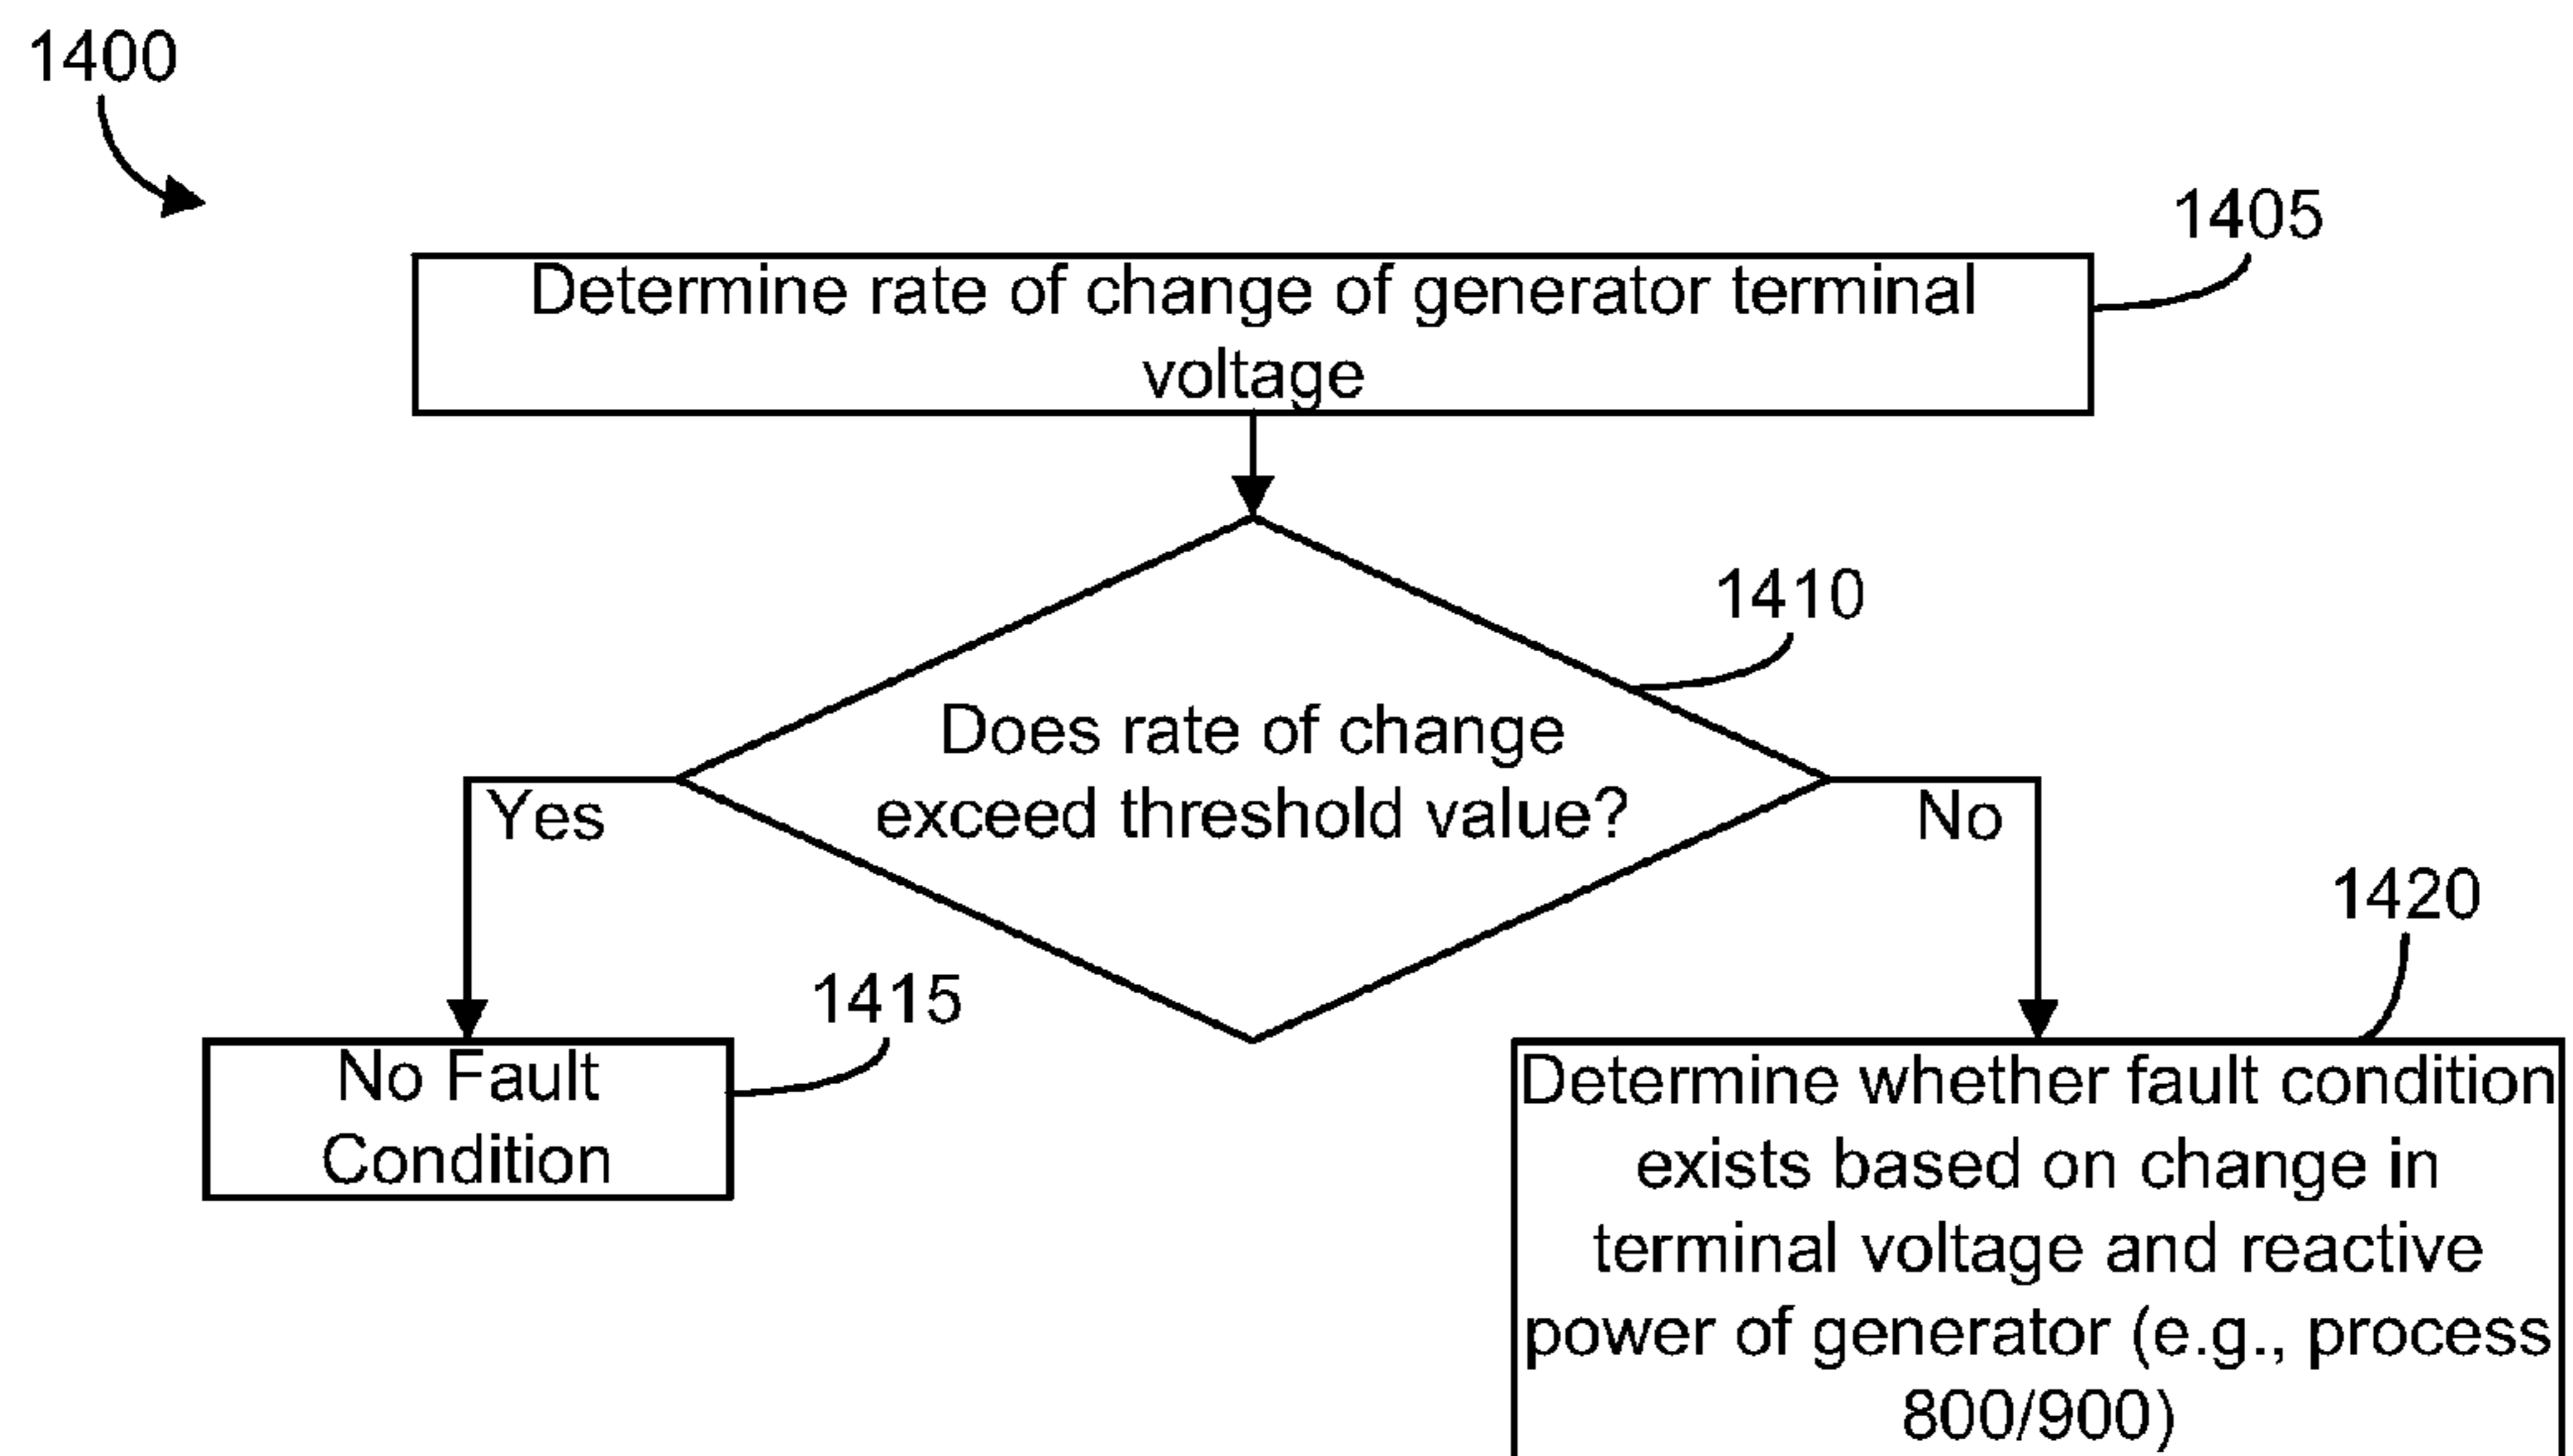 1400
1405
Determine rate of change of generator terminal
voltage
1410
Does rate of change
exceed threshold value?
Yes
No
1415
No Fault
Condition
1420
Determine whether fault condition
exists based on change in
terminal voltage and reactive
power of generator (e.g., process
800/900)